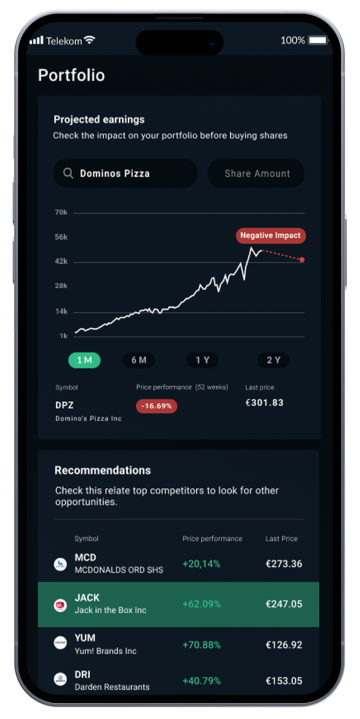 Telekom 100%
Portfolio
Projected earnings
Check the impact on your portfolio before buying shares
Dominos Pizza Share Amount
70k
56k
Negative Impact
42k
28k
14k
1k
1 M 6 M 1 Y 2 Y
Symbol Price performance (52 weeks) Last price
DPZ -16.69% €301.83
Domino's Pizza Inc
Recommendations
Check this relate top competitors to look for other
opportunities.
Symbol Price performance Last Price
MCD
MCDONALDS ORD SHS +20,14% €273.36
JACK
Jack in the Box Inc +62.09% €247.05
YUM
Yum! Brands Inc +70.88% €126.92
DRI
Darden Restaurants +40.79% €153.05